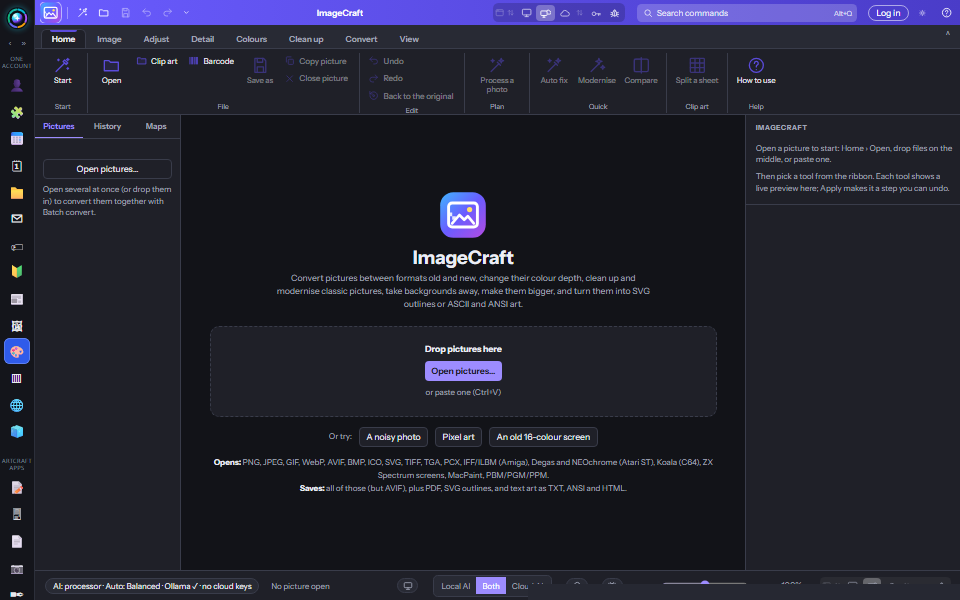 ImageCraft
Search commands
Alt+Q
Log in
Home
Image
Adjust
Detail
Colours
Clean up
Convert
View
Start
Open
Clip art
Barcode
Save as
Copy picture
Close picture
Undo
Redo
Back to the original
Process a photo
Auto fix
Modernise
Compare
Split a sheet
How to use
Start
File
Edit
Plan
Quick
Clip art
Help
ONE
ACCOUNT
ARTCRAFT
APPS
Pictures
History
Maps
Open pictures...
Open several at once (or drop them
in) to convert them together with
Batch convert.
ImageCraft
Convert pictures between formats old and new, change their colour depth, clean up and
modernise classic pictures, take backgrounds away, make them bigger, and turn them into SVG
outlines or ASCII and ANSI art.
Drop pictures here
Open pictures...
or paste one (Ctrl+V)
Or try:
A noisy photo
Pixel art
An old 16-colour screen
Opens: PNG, JPEG, GIF, WebP, AVIF, BMP, ICO, SVG, TIFF, TGA, PCX, IFF/ILBM (Amiga), Degas and NEOchrome (Atari ST), Koala (C64), ZX
Spectrum screens, MacPaint, PBM/PGM/PPM.
Saves: all of those (but AVIF), plus PDF, SVG outlines, and text art as TXT, ANSI and HTML.
IMAGECRAFT
Open a picture to start: Home › Open, drop files on the
middle, or paste one.
Then pick a tool from the ribbon. Each tool shows a
live preview here; Apply makes it a step you can undo.
AI: processor · Auto: Balanced · Ollama ✓ · no cloud keys
No picture open
Local AI
Both